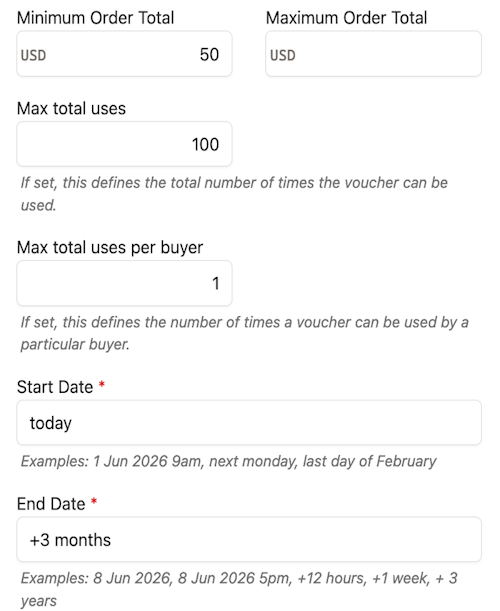 Minimum Order Total Maximum Order Total
USD 50 USD
Max total uses
100
If set, this defines the total number of times the voucher can be
used.
Max total uses per buyer
1
If set, this defines the number of times a voucher can be used by a
particular buyer.
Start Date *
today
Examples: 1 Jun 2026 9am, next monday, last day of February
End Date *
+3 months
Examples: 8 Jun 2026, 8 Jun 2026 5pm, +12 hours, +1 week, + 3
years